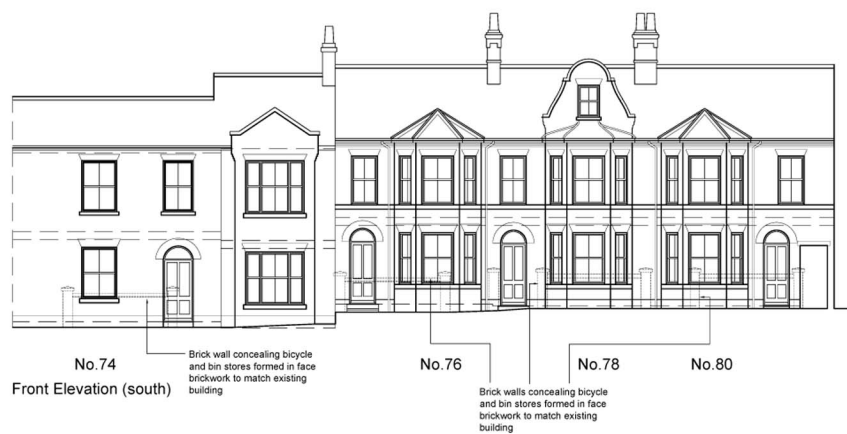 No.74
Brick wall concealing bicycle
and bin stores formed in face
brickwork to match existing
building
No.76
No.78
No.80
Front Elevation (south)
Brick walls concealing bicycle
and bin stores formed in face
brickwork to match existing
building